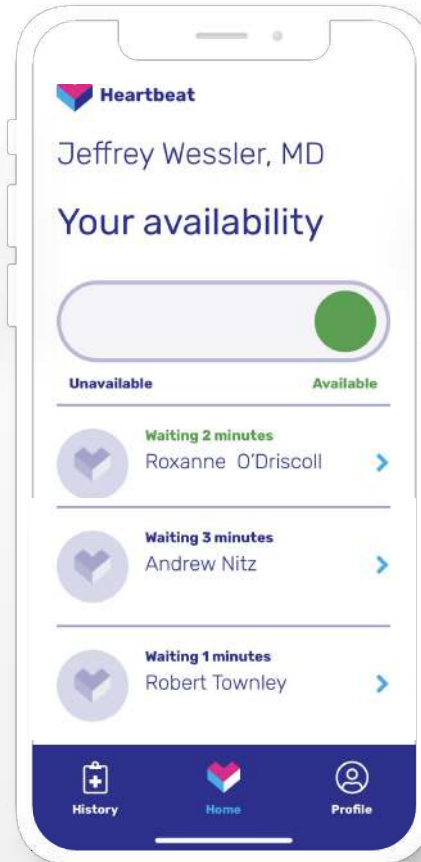 Heartbeat
Jeffrey Wessler, MD
Your availability
Unavailable Available
Waiting 2 minutes
Roxanne O'Driscoll
Waiting 3 minutes
Andrew Nitz
Waiting 1 minutes
Robert Townley
History Home Profile